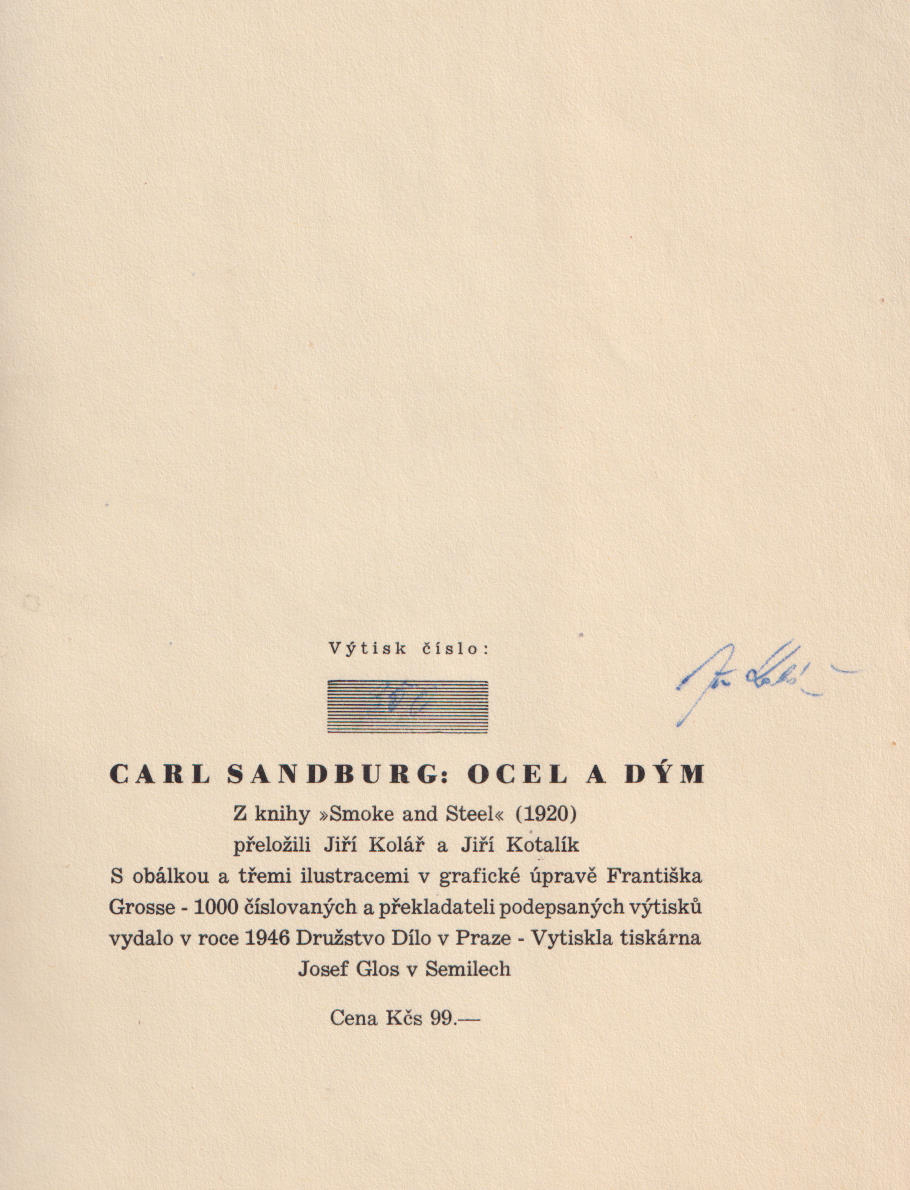 Výtisk číslo:
CARL SANDBURG: OCEL A DÝM
Z knihy »Smoke and Steel« (1920)
přeložili Jiří Kolář a Jiří Kotalík
S obálkou a třemi ilustracemi v grafické úpravě Františka
Grosse - 1000 číslovaných a překladateli podepsaných výtisků
vydalo v roce 1946 Družstvo Dílo v Praze - Vytiskla tiskárna
Josef Glos v Semilech
Cena Kčs 99.—